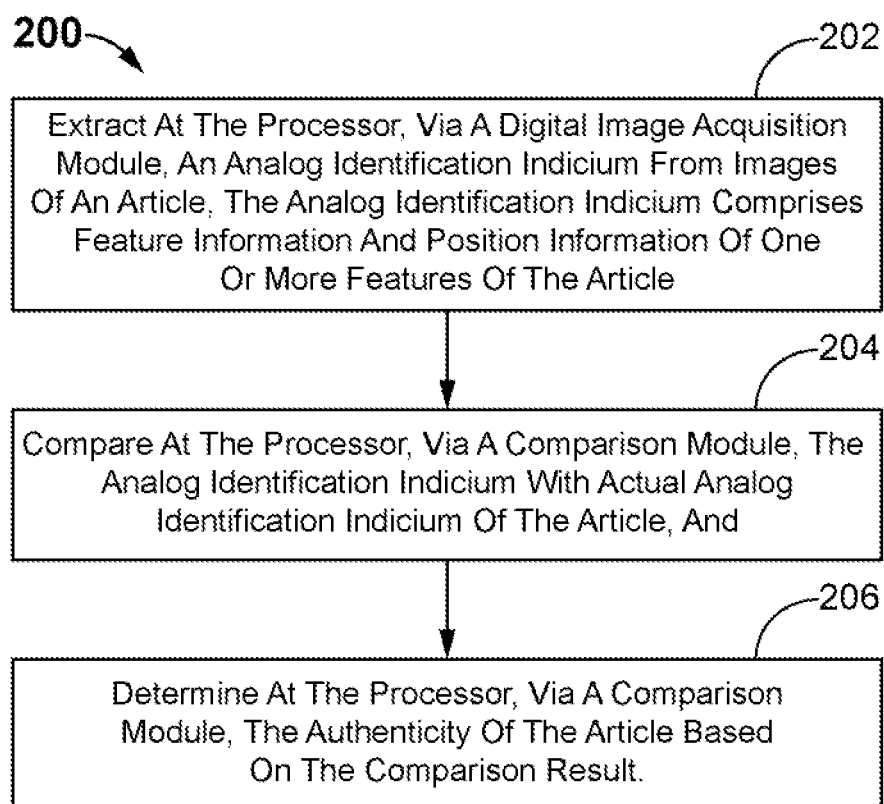 200
202
Extract At The Processor, Via A Digital Image Acquisition
Module, An Analog Identification Indicium From Images
Of An Article, The Analog Identification Indicium Comprises
Feature Information And Position Information Of One
Or More Features Of The Article
204
Compare At The Processor, Via A Comparison Module, The
Analog Identification Indicium With Actual Analog
Identification Indicium Of The Article, And
206
Determine At The Processor, Via A Comparison
Module, The Authenticity Of The Article Based
On The Comparison Result.